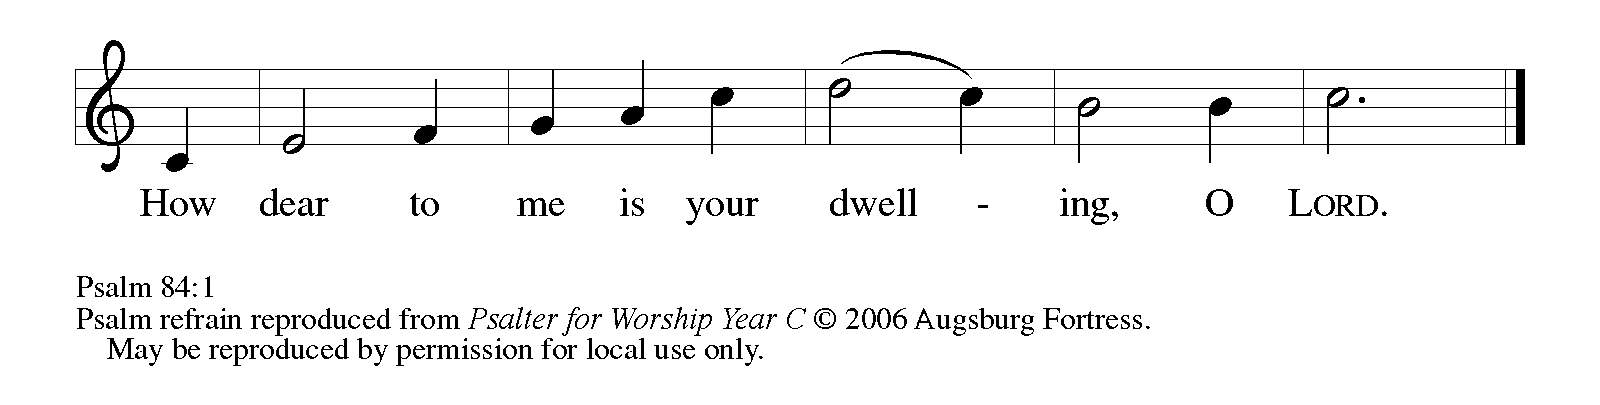 How dear to me is your dwell - ing, O LORD.
Psalm 84:1
Psalm refrain reproduced from Psalter for Worship Year C © 2006 Augsburg Fortress.
May be reproduced by permission for local use only.